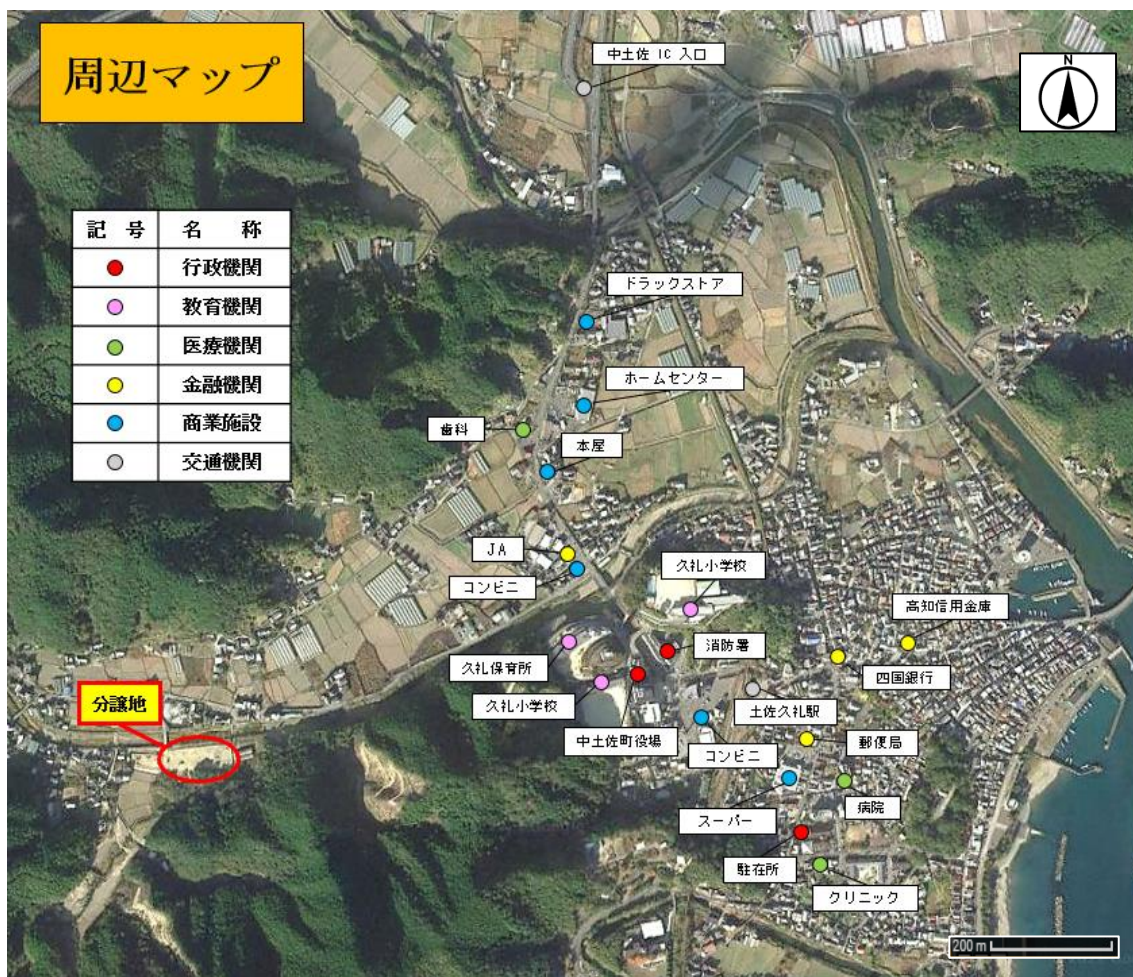 周辺マップ
中土佐 IC 入口
N
記 号 名 称
行政機関
教育機関
医療機関
金融機関
商業施設
交通機関
ドラックストア
ホームセンター
歯科
本屋
JA
コンビニ
久礼小学校
高知信用金庫
消防署
久礼保育所
四国銀行
久礼小学校
分譲地
土佐久礼駅
中土佐町役場
コンビニ
郵便局
スーパー
病院
駐在所
クリニック
200 m